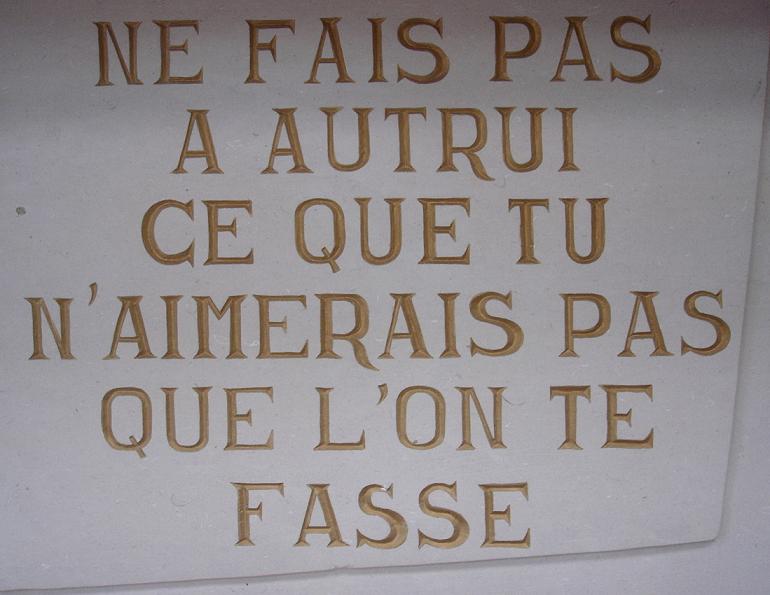 NE FAIS PAS
A AUTRUI
CE QUE TU
N'AIMERAIS PAS
QUE L'ON TE
FASSE